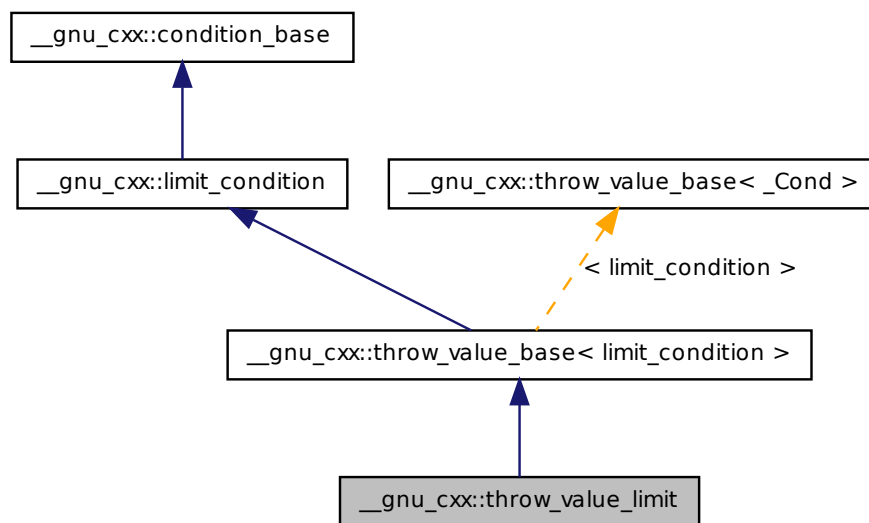 __gnu_cxx::condition_base
__gnu_cxx::limit_condition
__gnu_cxx::throw_value_base< _Cond >
< limit_condition >
__gnu_cxx::throw_value_base< limit_condition >
__gnu_cxx::throw_value_limit